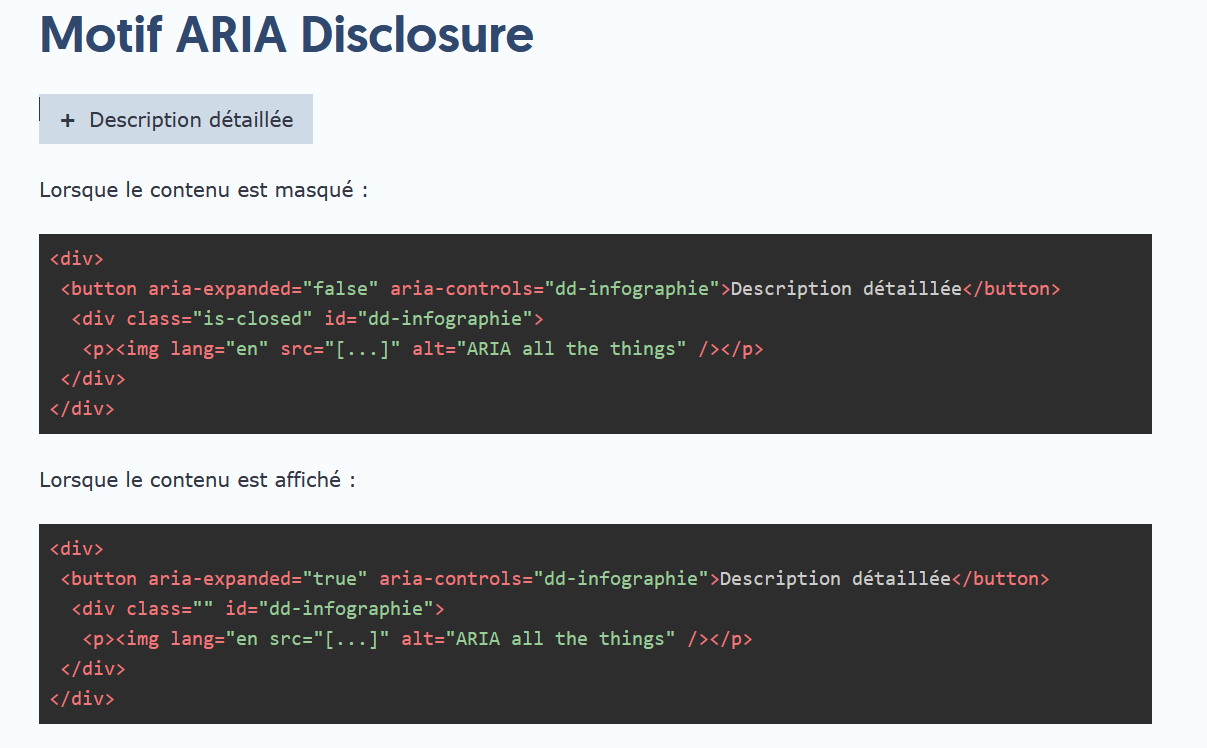 Motif ARIA Disclosure
+ Description détaillée
Lorsque le contenu est masqué :
<div>
<button aria-expanded="false" aria-controls="dd-infographie">Description détaillée</button>
<div class="is-closed" id="dd-infographie">
<p><img lang="en" src="[...]" alt="ARIA all the things" /></p>
</div>
</div>
Lorsque le contenu est affiché :
<div>
<button aria-expanded="true" aria-controls="dd-infographie">Description détaillée</button>
<div class="" id="dd-infographie">
<p><img lang="en src="[...]" alt="ARIA all the things" /></p>
</div>
</div>